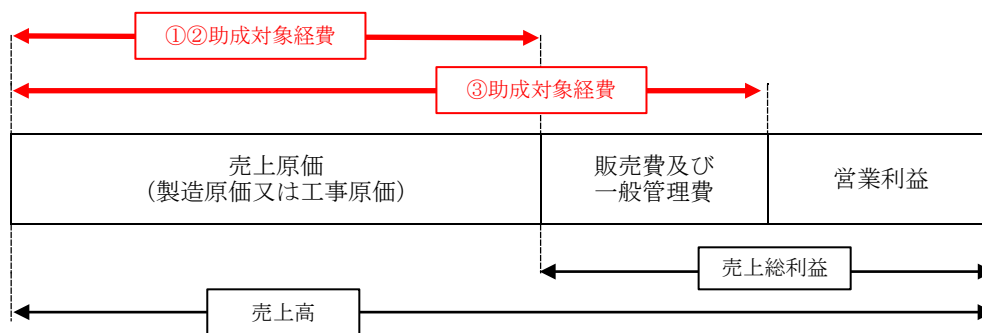 ①②助成対象経費
③助成対象経費
売上原価
（製造原価又は工事原価）
販売費及び
一般管理費
営業利益
売上総利益
売上高